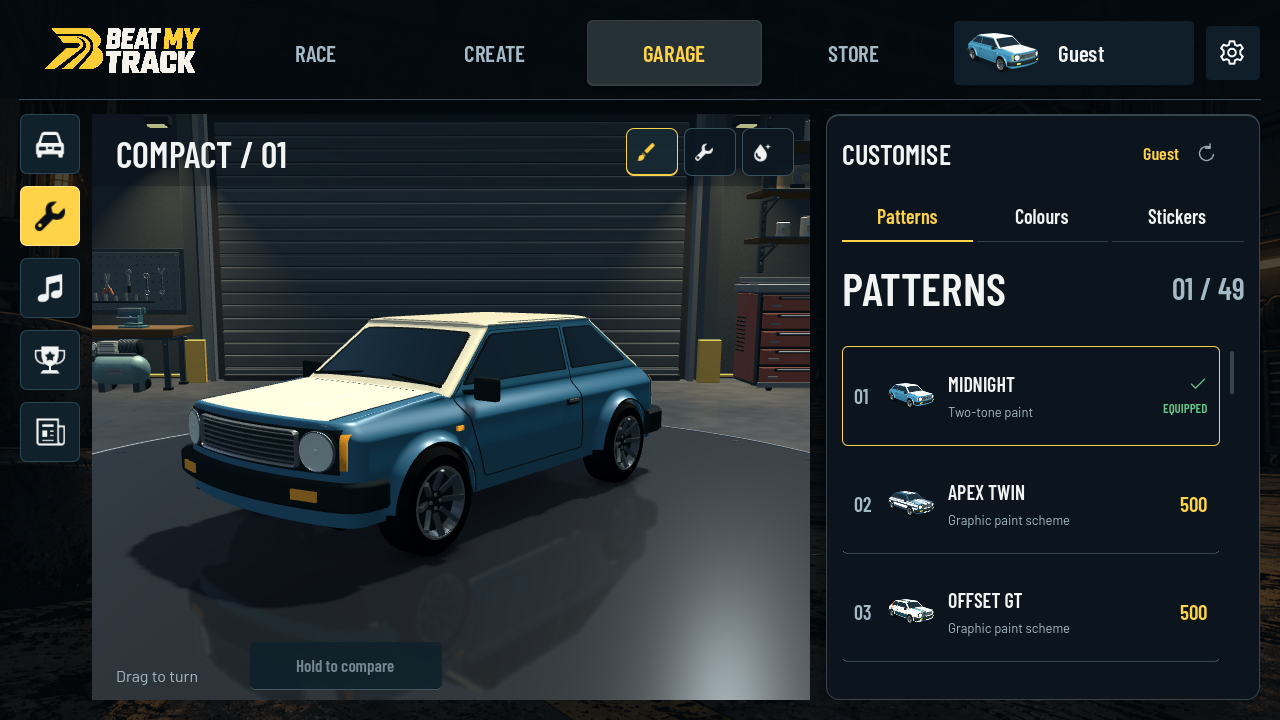 BEAT MY TRACK
RACE
CREATE
GARAGE
STORE
Guest
COMPACT / 01
Drag to turn
Hold to compare
CUSTOMISE
Guest
Patterns
Colours
Stickers
PATTERNS
01 / 49
01
MIDNIGHT
Two-tone paint
EQUIPPED
02
APEX TWIN
Graphic paint scheme
500
03
OFFSET GT
Graphic paint scheme
500